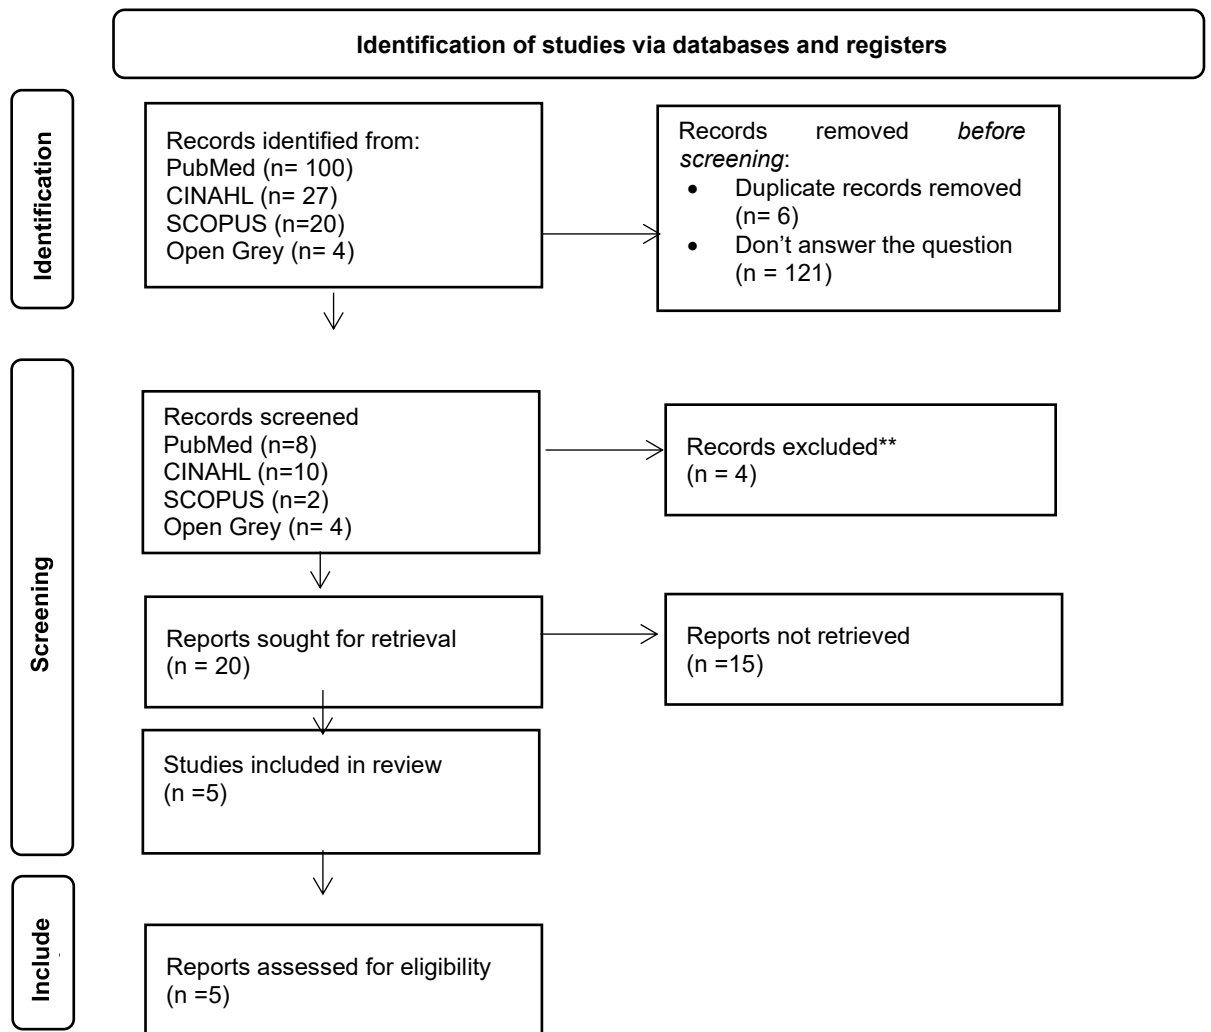 Identification of studies via databases and registers
Identification
Records identified from:
PubMed (n= 100)
CINAHL (n= 27)
SCOPUS (n=20)
Open Grey (n= 4)
Records removed before
screening:
• Duplicate records removed
(n= 6)
• Don’t answer the question
(n = 121)
Screening
Records screened
PubMed (n=8)
CINAHL (n=10)
SCOPUS (n=2)
Open Grey (n= 4)
Records excluded**
(n = 4)
Reports sought for retrieval
(n = 20)
Reports not retrieved
(n =15)
Studies included in review
(n =5)
Include
Reports assessed for eligibility
(n =5)